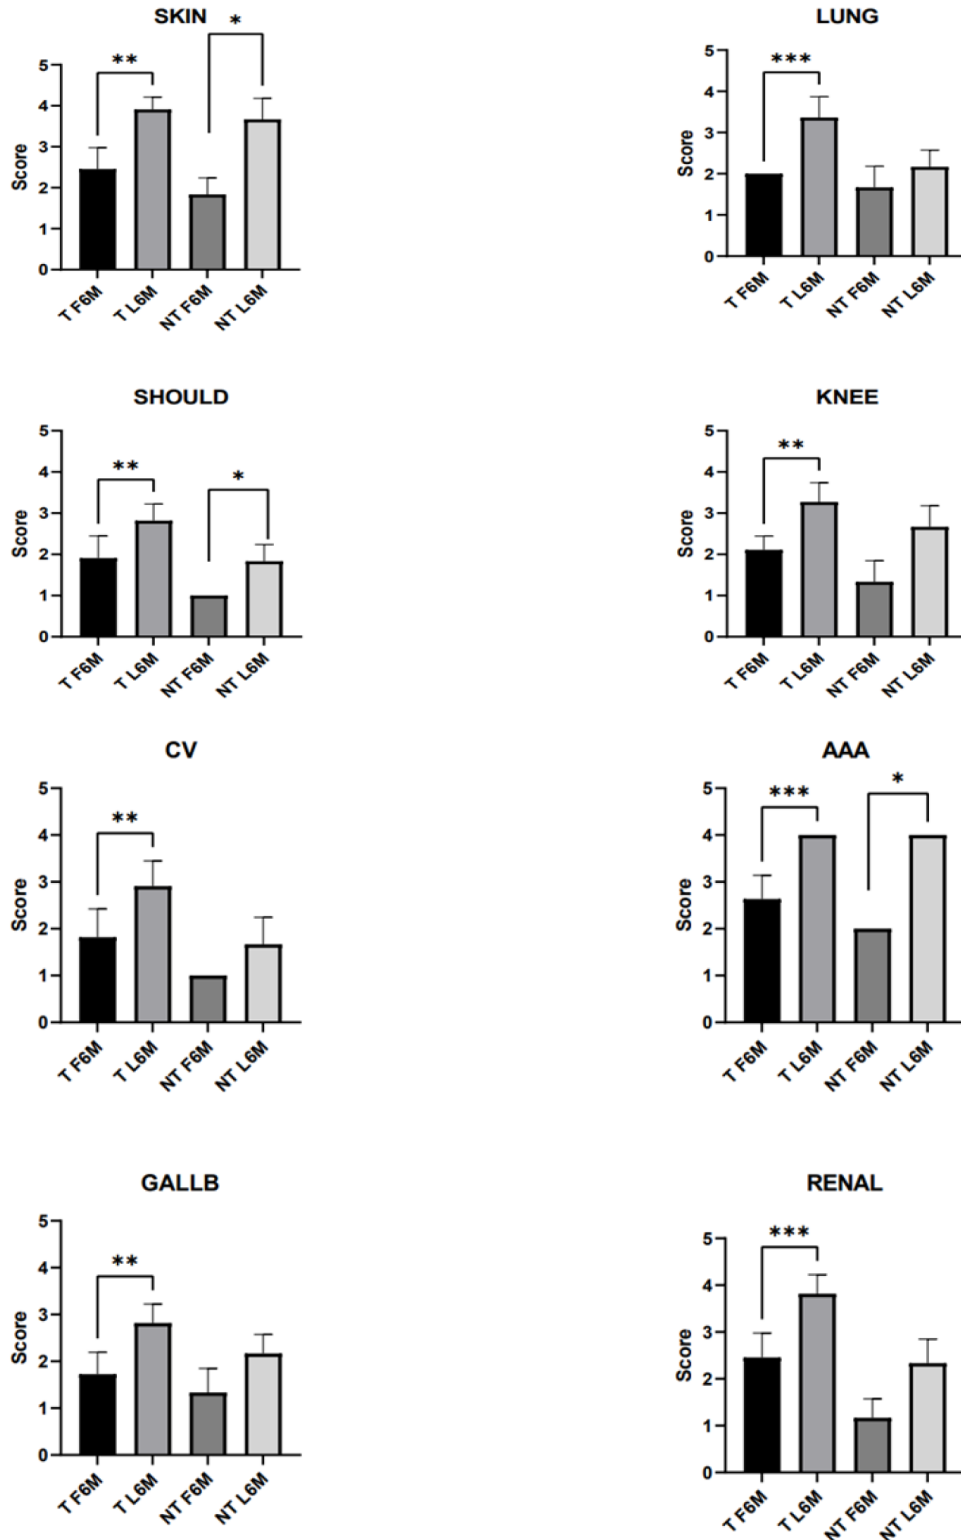 SKIN
** *
5
4
3
2
1
0
Score
T F6M T L6M NT F6M NT L6M
LUNG
***
5
4
3
2
1
0
Score
T F6M T L6M NT F6M NT L6M
SHOULD
** *
5
4
3
2
1
0
Score
T F6M T L6M NT F6M NT L6M
KNEE
**
5
4
3
2
1
0
Score
T F6M T L6M NT F6M NT L6M
CV
**
5
4
3
2
1
0
Score
T F6M T L6M NT F6M NT L6M
AAA
*** *
5
4
3
2
1
0
Score
T F6M T L6M NT F6M NT L6M
GALLB
**
5
4
3
2
1
0
Score
T F6M T L6M NT F6M NT L6M
RENAL
***
5
4
3
2
1
0
Score
T F6M T L6M NT F6M NT L6M